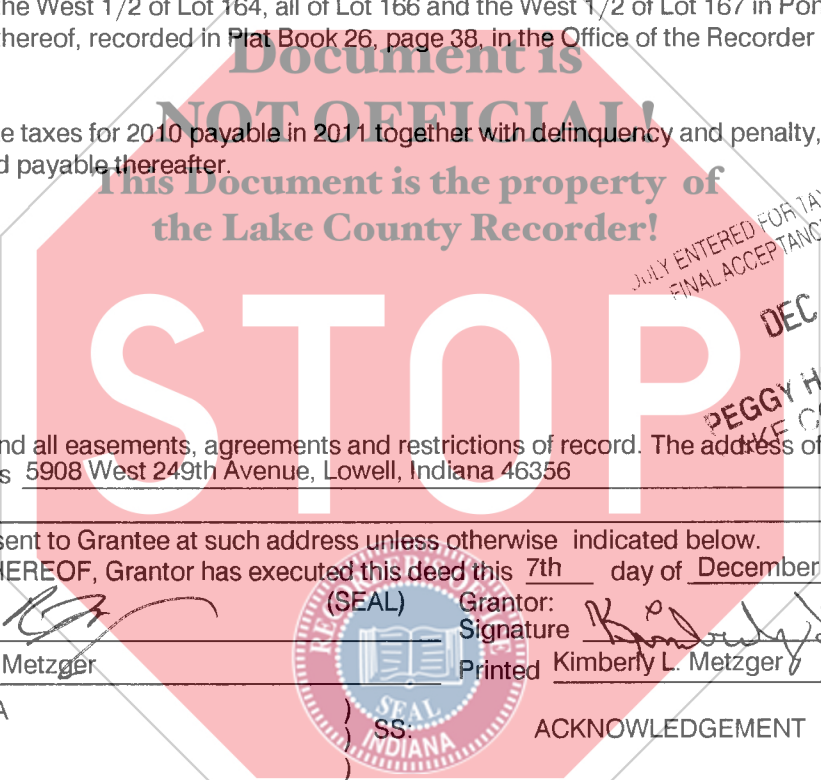 he West 1/2 of Lot 164, all of Lot 166 and the West 1/2 of Lot 167 in Pon
hereof, recorded in Plat Book 26, page 38, in the Office of the Recorder
Document is
NOT OFFICIAL!
e taxes for 2010 payable in 2011 together with delinquency and penalty,
d payable thereafter.
This Document is the property of
the Lake County Recorder!
DULY ENTERED FOR TAX
FINAL ACCEPTANC
DEC
STOP
PEGGY H
KE CO
nd all easements, agreements and restrictions of record. The address of
s 5908 West 249th Avenue, Lowell, Indiana 46356
sent to Grantee at such address unless otherwise indicated below.
HEREOF, Grantor has executed this deed this 7th day of December
(SEAL) Grantor:
Signature
Metzger Printed Kimberly L. Metzger
A ) SS: ACKNOWLEDGEMENT
)
SEAL
INDIANA